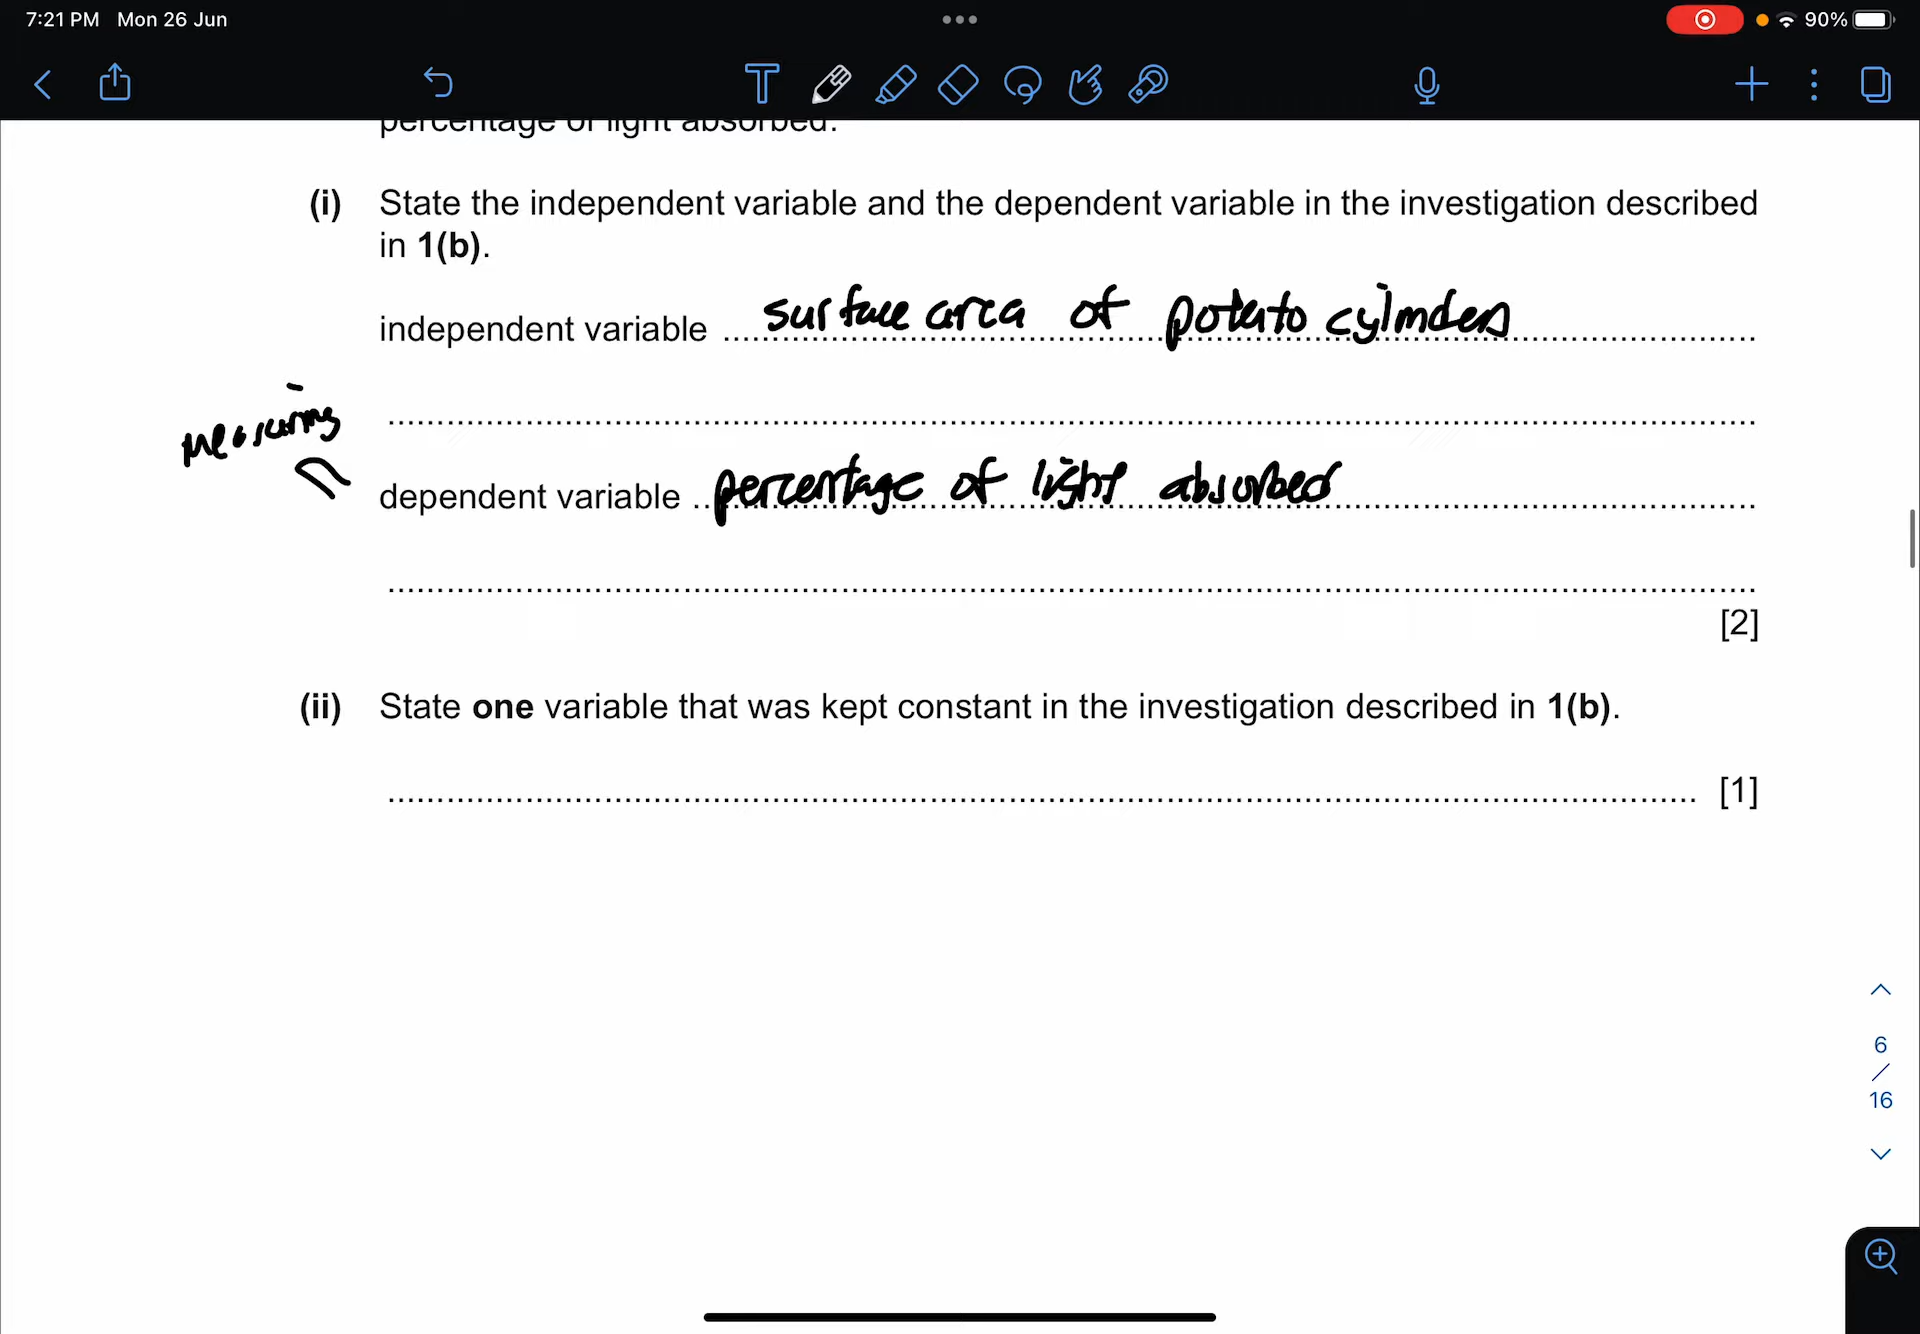 7:21 PM Mon 26 Jun
90%
percentage of light absorbed.
(i) State the independent variable and the dependent variable in the investigation described
in 1(b).
independent variable surface area of potato cylinders
measuring
dependent variable percentage of light absorbed
[2]
(ii) State one variable that was kept constant in the investigation described in 1(b).
[1]
6
/
16